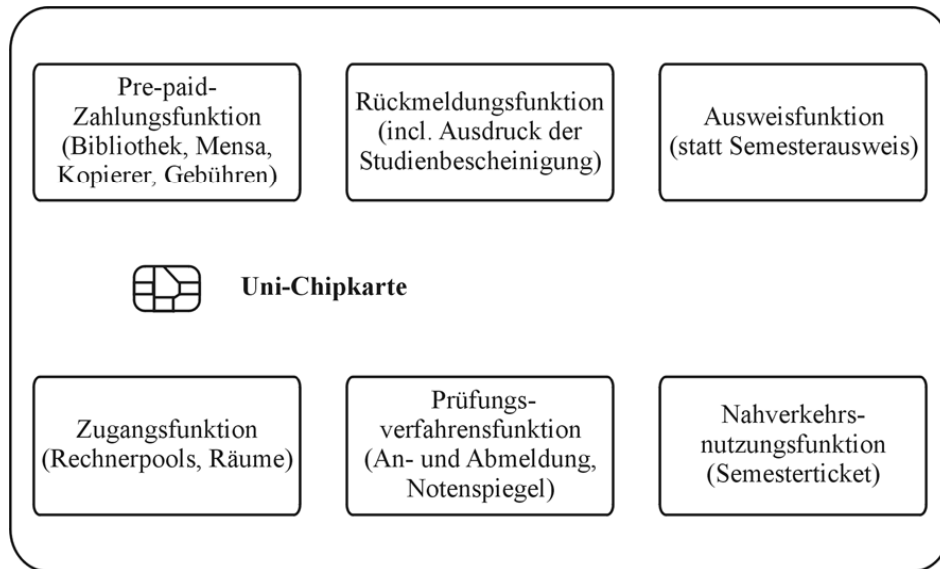 Pre-paid-
Zahlungsfunktion
(Bibliothek, Mensa,
Kopierer, Gebühren)
Rückmeldungsfunktion
(incl. Ausdruck der
Studienbescheinigung)
Ausweisfunktion
(statt Semesterausweis)
Uni-Chipkarte
Zugangsfunktion
(Rechnerpools, Räume)
Prüfungs-
verfahrensfunktion
(An- und Abmeldung,
Notenspiegel)
Nahverkehrs-
nutzungsfunktion
(Semesterticket)